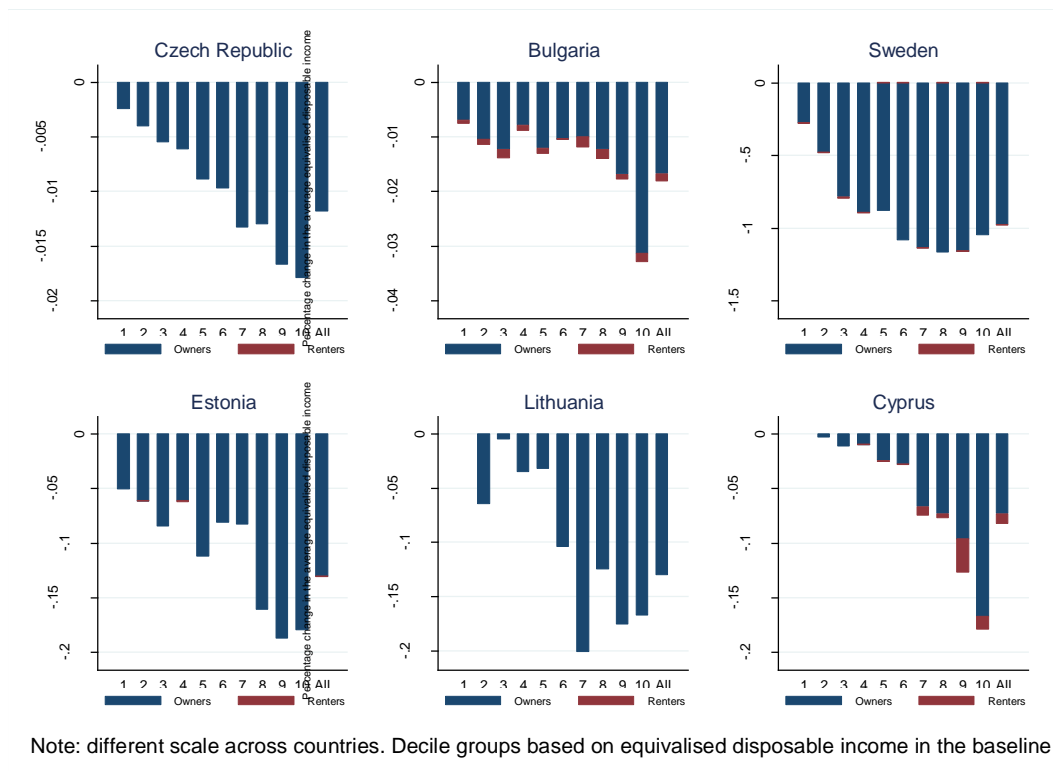 Czech Republic
0
-.005
-.01
-.015
-.02
1 2 3 4 5 6 7 8 9 10 All
Owners Renters
Percentage change in the average equivalised disposable income
Bulgaria
0
-.01
-.02
-.03
-.04
1 2 3 4 5 6 7 8 9 10 All
Owners Renters
Sweden
0
-.5
-1
-1.5
1 2 3 4 5 6 7 8 9 10 All
Owners Renters
Estonia
0
-.05
-.1
-.15
-.2
1 2 3 4 5 6 7 8 9 10 All
Owners Renters
Percentage change in the average equivalised disposable income
Lithuania
0
-.05
-.1
-.15
-.2
1 2 3 4 5 6 7 8 9 10 All
Owners Renters
Cyprus
0
-.05
-.1
-.15
-.2
1 2 3 4 5 6 7 8 9 10 All
Owners Renters
Note: different scale across countries. Decile groups based on equivalised disposable income in the baseline